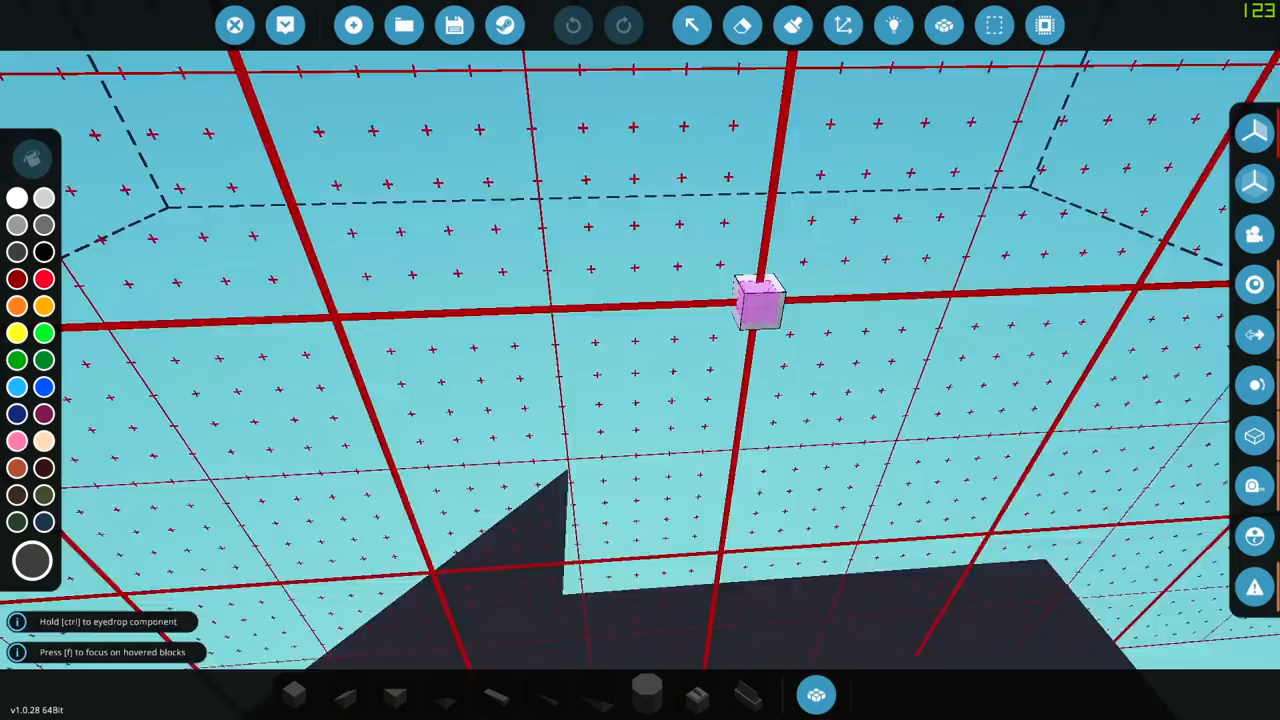 123
Hold [ctrl] to eyedrop component
Press [f] to focus on hovered blocks
v1.0.28 64Bit